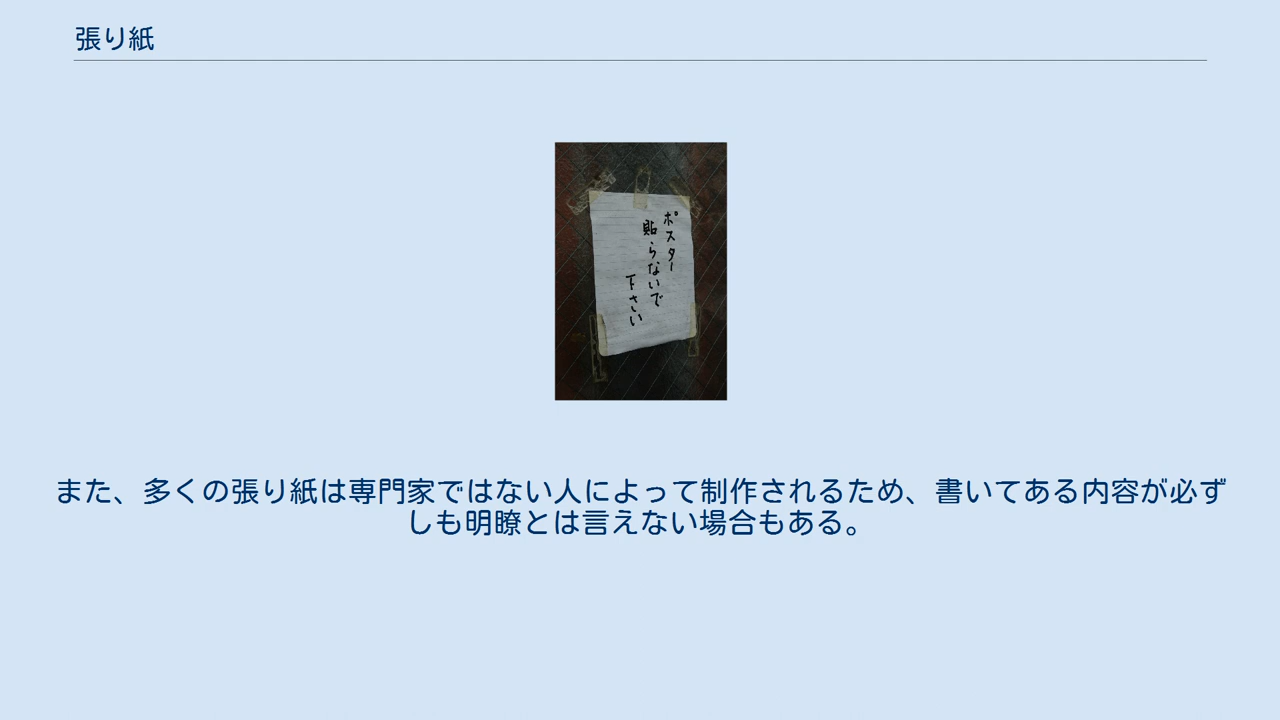 張り紙
ポスター
貼らないで
下さい
また、多くの張り紙は専門家ではない人によって制作されるため、書いてある内容が必ず
しも明瞭とは言えない場合もある。